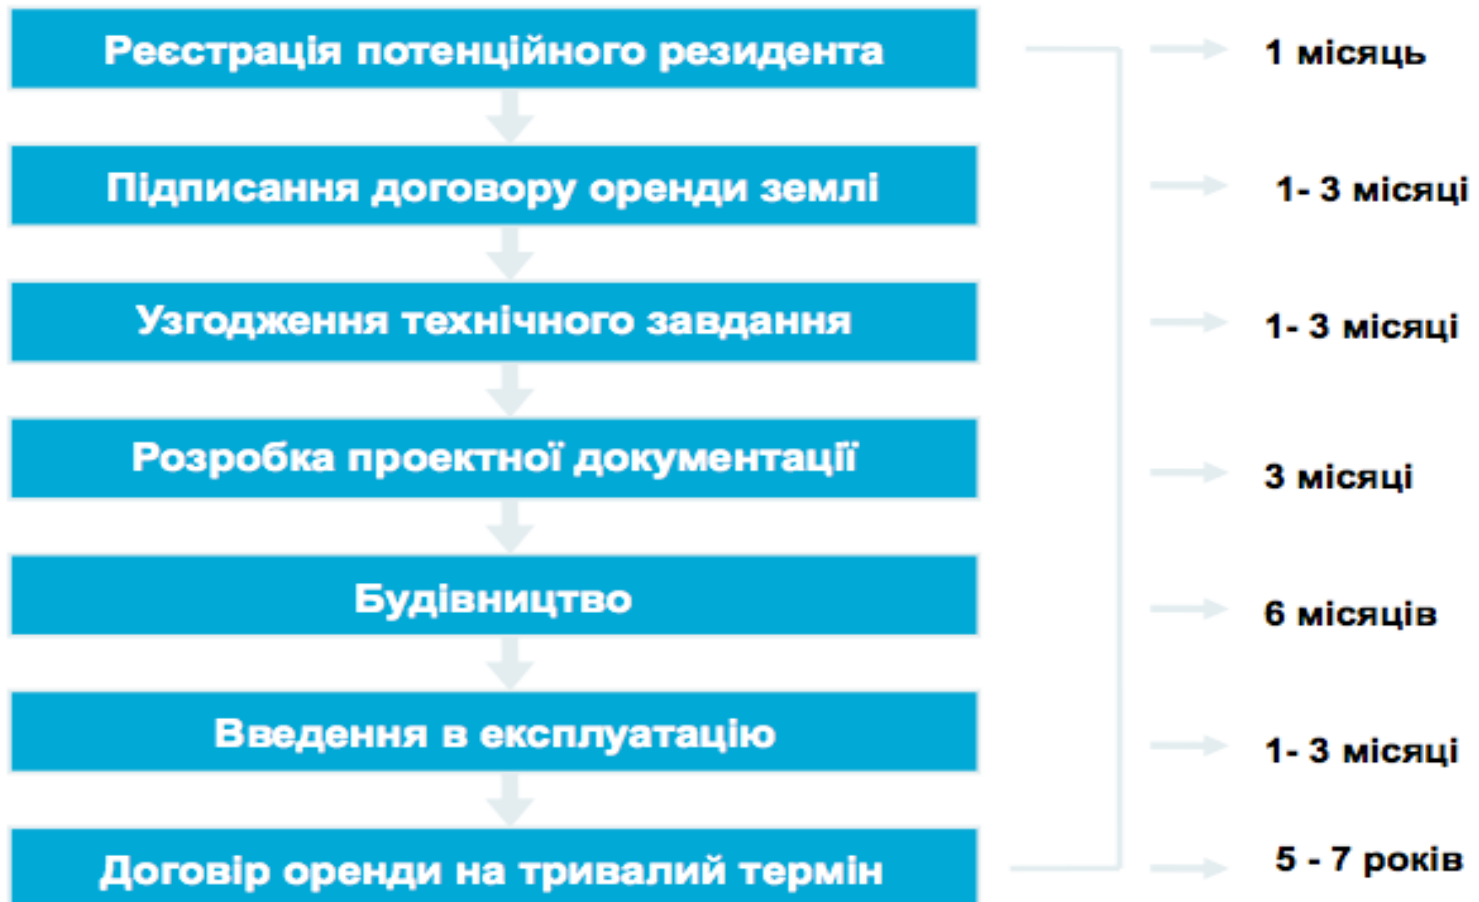 Реєстрація потенційного резидента
1 місяць
Підписання договору оренди землі
1- 3 місяці
Узгодження технічного завдання
1- 3 місяці
Розробка проектної документації
3 місяці
Будівництво
6 місяців
Введення в експлуатацію
1- 3 місяці
Договір оренди на тривалий термін
5 - 7 років